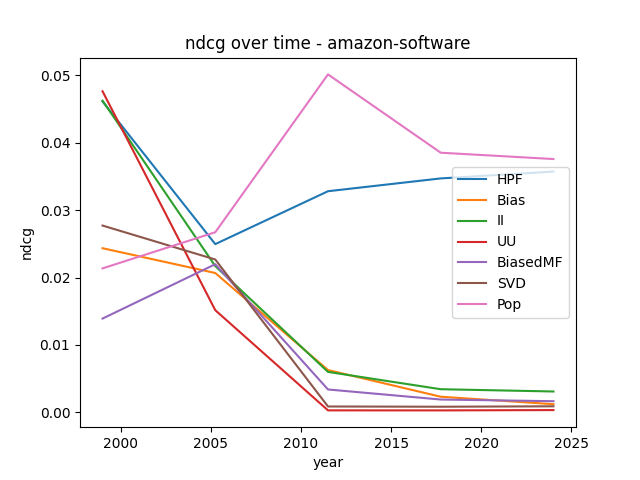 ndcg over time - amazon-software
0.05
0.04
0.03
0.02
0.01
0.00
ndcg
2000
2005
2010
2015
2020
2025
year
HPF
Bias
II
UU
BiasedMF
SVD
Pop